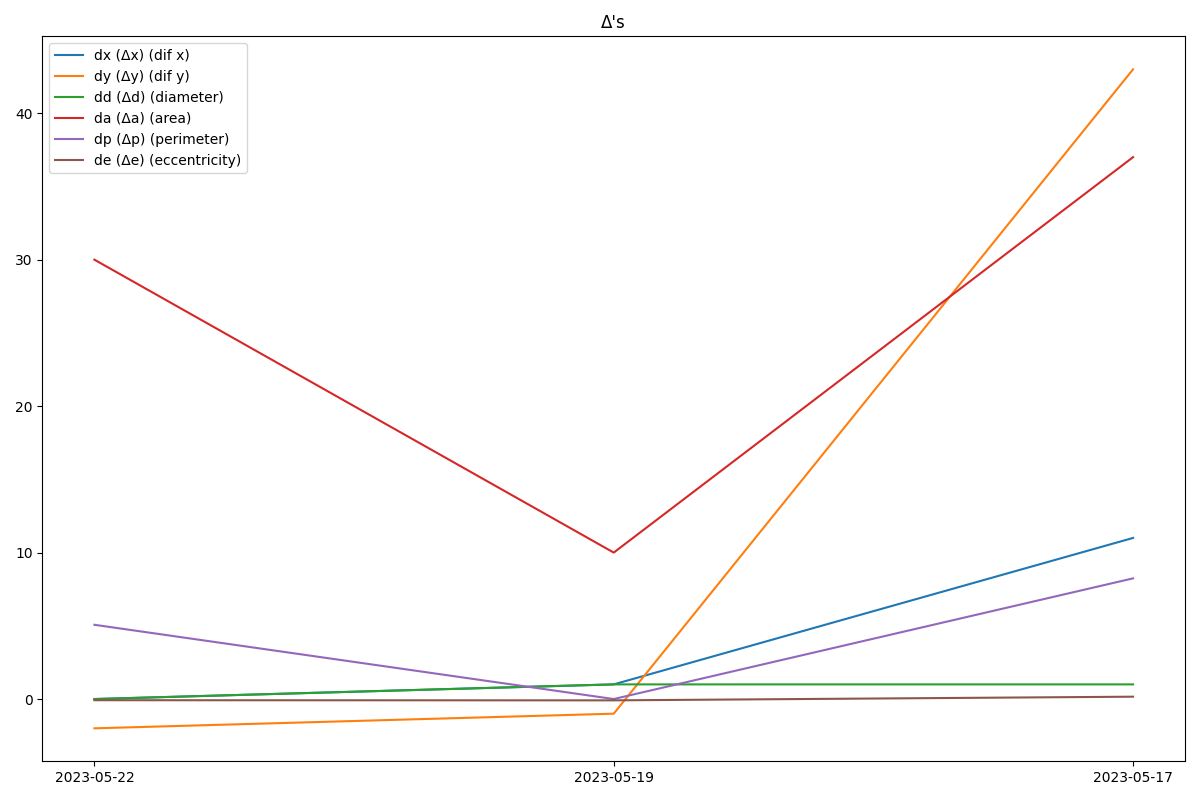 Δ's
dx (Δx) (dif x)
dy (Δy) (dif y)
dd (Δd) (diameter)
da (Δa) (area)
dp (Δp) (perimeter)
de (Δe) (eccentricity)
40
30
20
10
0
2023-05-22
2023-05-19
2023-05-17